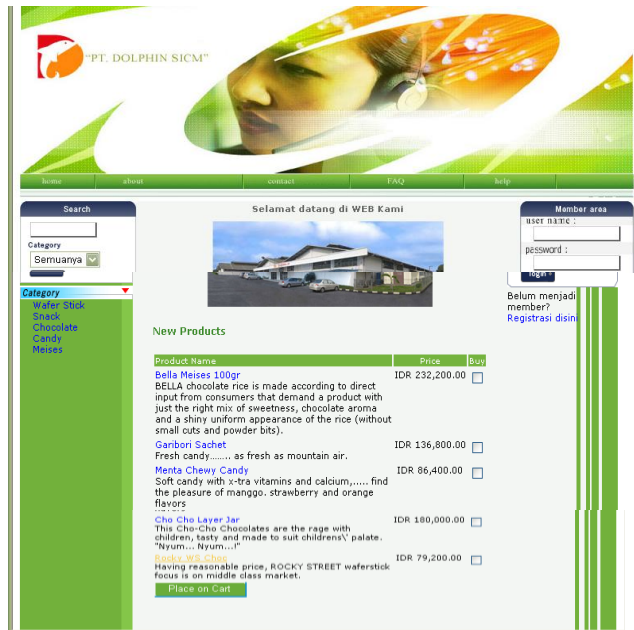 "PT. DOLPHIN SICM"
home about contact FAQ help
Search
Category
Semuanya
Category
Wafer Stick
Snack
Chocolate
Candy
Meises
Selamat datang di WEB Kami
New Products
Product Name Price Buy
Bella Meises 100gr IDR 232,200.00
BELLA chocolate rice is made according to direct
input from consumers that demand a product with
just the right mix of sweetness, chocolate aroma
and a shiny uniform appearance of the rice (without
small cuts and powder bits).
Garibori Sachet IDR 136,800.00
Fresh candy........ as fresh as mountain air.
Menta Chewy Candy IDR 86,400.00
Soft candy with x-tra vitamins and calcium,..... find
the pleasure of manggo. strawberry and orange
flavors
Cho Cho Layer Jar IDR 180,000.00
This Cho-Cho Chocolates are the rage with
children, tasty and made to suit childrens\' palate.
"Nyum... Nyum...!"
Rocky WS Choc IDR 79,200.00
Having reasonable price, ROCKY STREET waferstick
focus is on middle class market.
Place on Cart
Member area
user name :
password :
login
Belum menjadi
member?
Registrasi disini